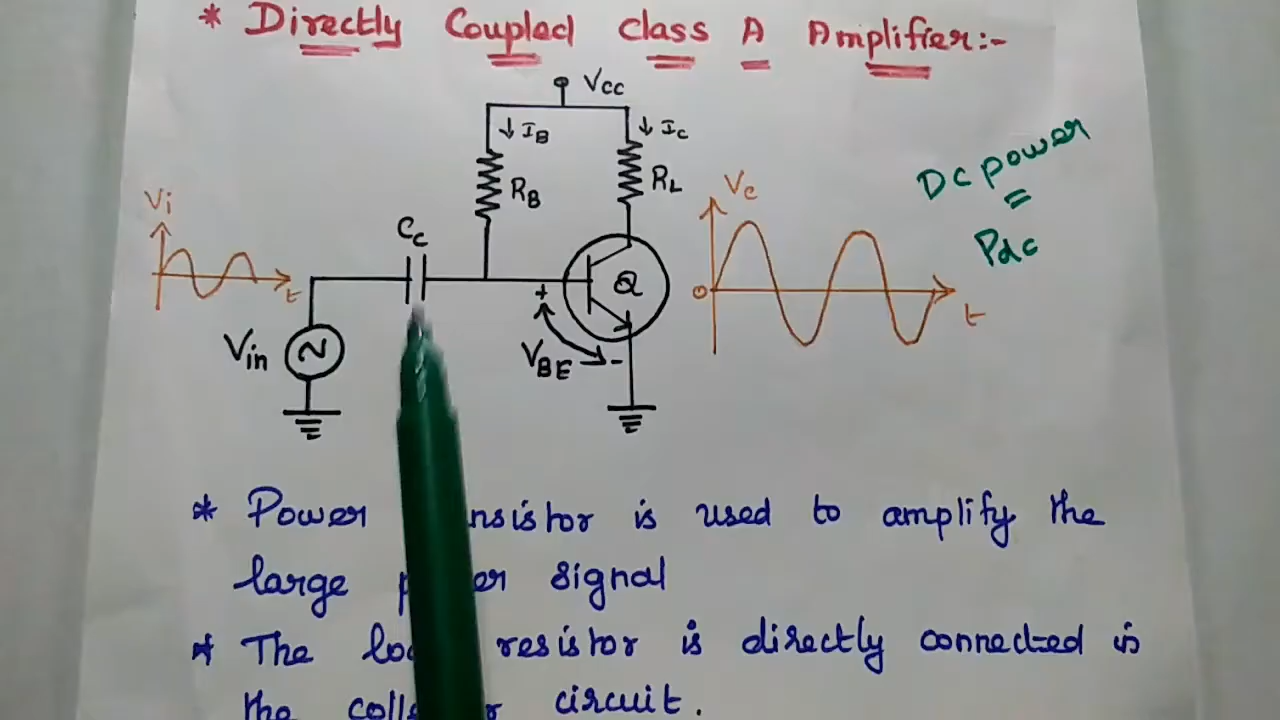 * Directly Coupled class A Amplifier:-
Vcc
IB
Ic
RB
RL
Vi
t
Cc
Vin
+
VBE
-
Q
Vc
0
t
DC power
=
Pdc
* Power is used to amplify the
large signal
* The resistor is directly connected in
the circuit.